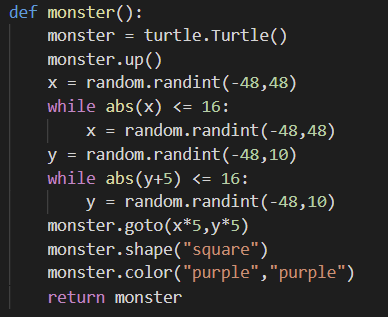 def monster():
    monster = turtle.Turtle()
    monster.up()
    x = random.randint(-48,48)
    while abs(x) <= 16:
        x = random.randint(-48,48)
    y = random.randint(-48,10)
    while abs(y+5) <= 16:
        y = random.randint(-48,10)
    monster.goto(x*5,y*5)
    monster.shape("square")
    monster.color("purple","purple")
    return monster